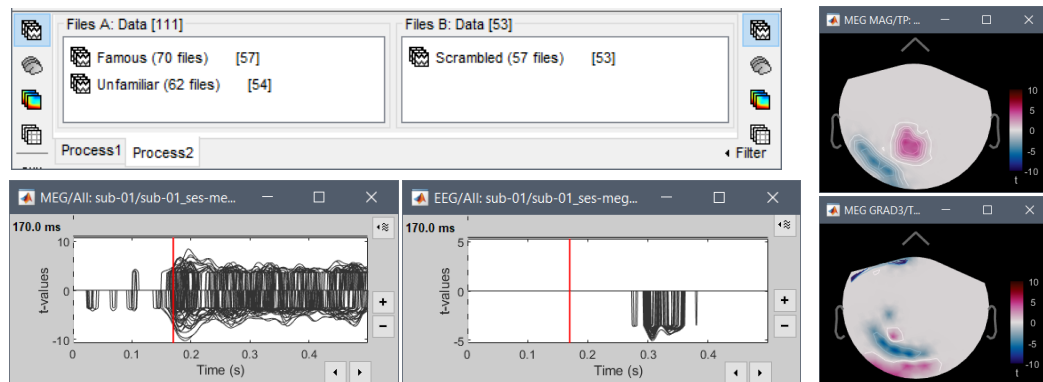 Files A: Data [111]
Famous (70 files) [57]
Unfamiliar (62 files) [54]
Files B: Data [53]
Scrambled (57 files) [53]
Process1 Process2
Filter
MEG MAG/TP: ...
10
5
0
-5
-10
t
MEG/All: sub-01/sub-01_ses-me...
170.0 ms
10
0
-10
t-values
0 0.1 0.2 0.3 0.4
Time (s)
+
−
EEG/All: sub-01/sub-01_ses-meg...
170.0 ms
5
0
-5
t-values
0 0.1 0.2 0.3 0.4
Time (s)
+
−
MEG GRAD3/T...
10
5
0
-5
-10
t